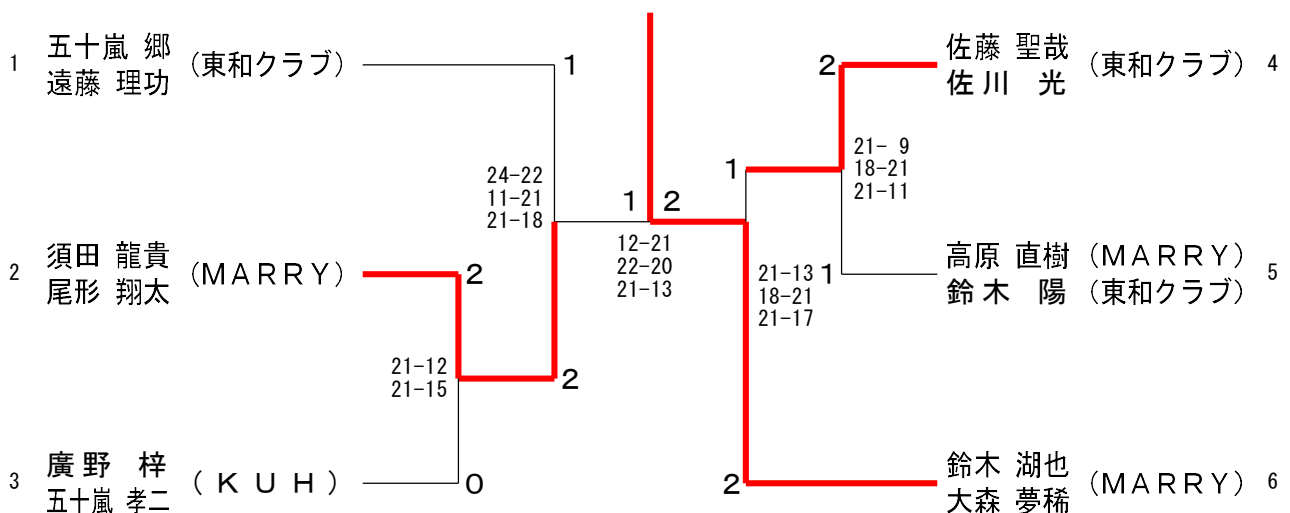 1 五十嵐 郷 (東和クラブ) 1
遠藤 理功
24-22
11-21
21-18
2 須田 龍貴 (MARRY) 2
尾形 翔太
21-12
21-15
2
3 廣野 梓 (KUH) 0
五十嵐 孝二
1 2
12-21
22-20
21-13
2 佐藤 聖哉 (東和クラブ) 4
佐川 光
1
21- 9
18-21
21-11
1 高原 直樹 (MARRY) 5
鈴木 陽 (東和クラブ)
21-13
18-21
21-17
2 鈴木 湖也 (MARRY) 6
大森 夢稀